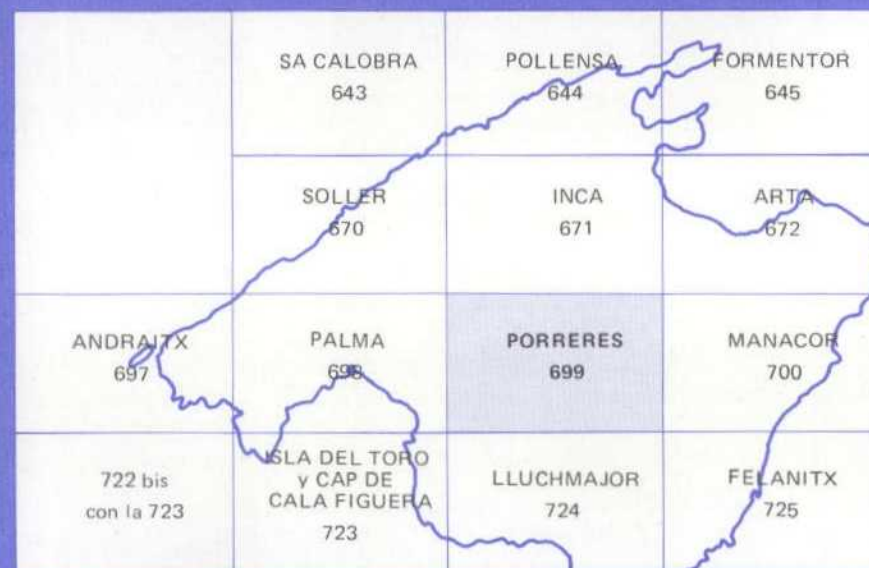 SA CALOBRA
643
POLLENSA
644
FORMENTOR
645
SOLLER
670
INCA
671
ARTA
672
ANDRAITX
697
PALMA
698
PORRERES
699
MANACOR
700
722 bis
con la 723
ISLA DEL TORO
y CAP DE
CALA FIGUERA
723
LLUCHMAJOR
724
FELANITX
725